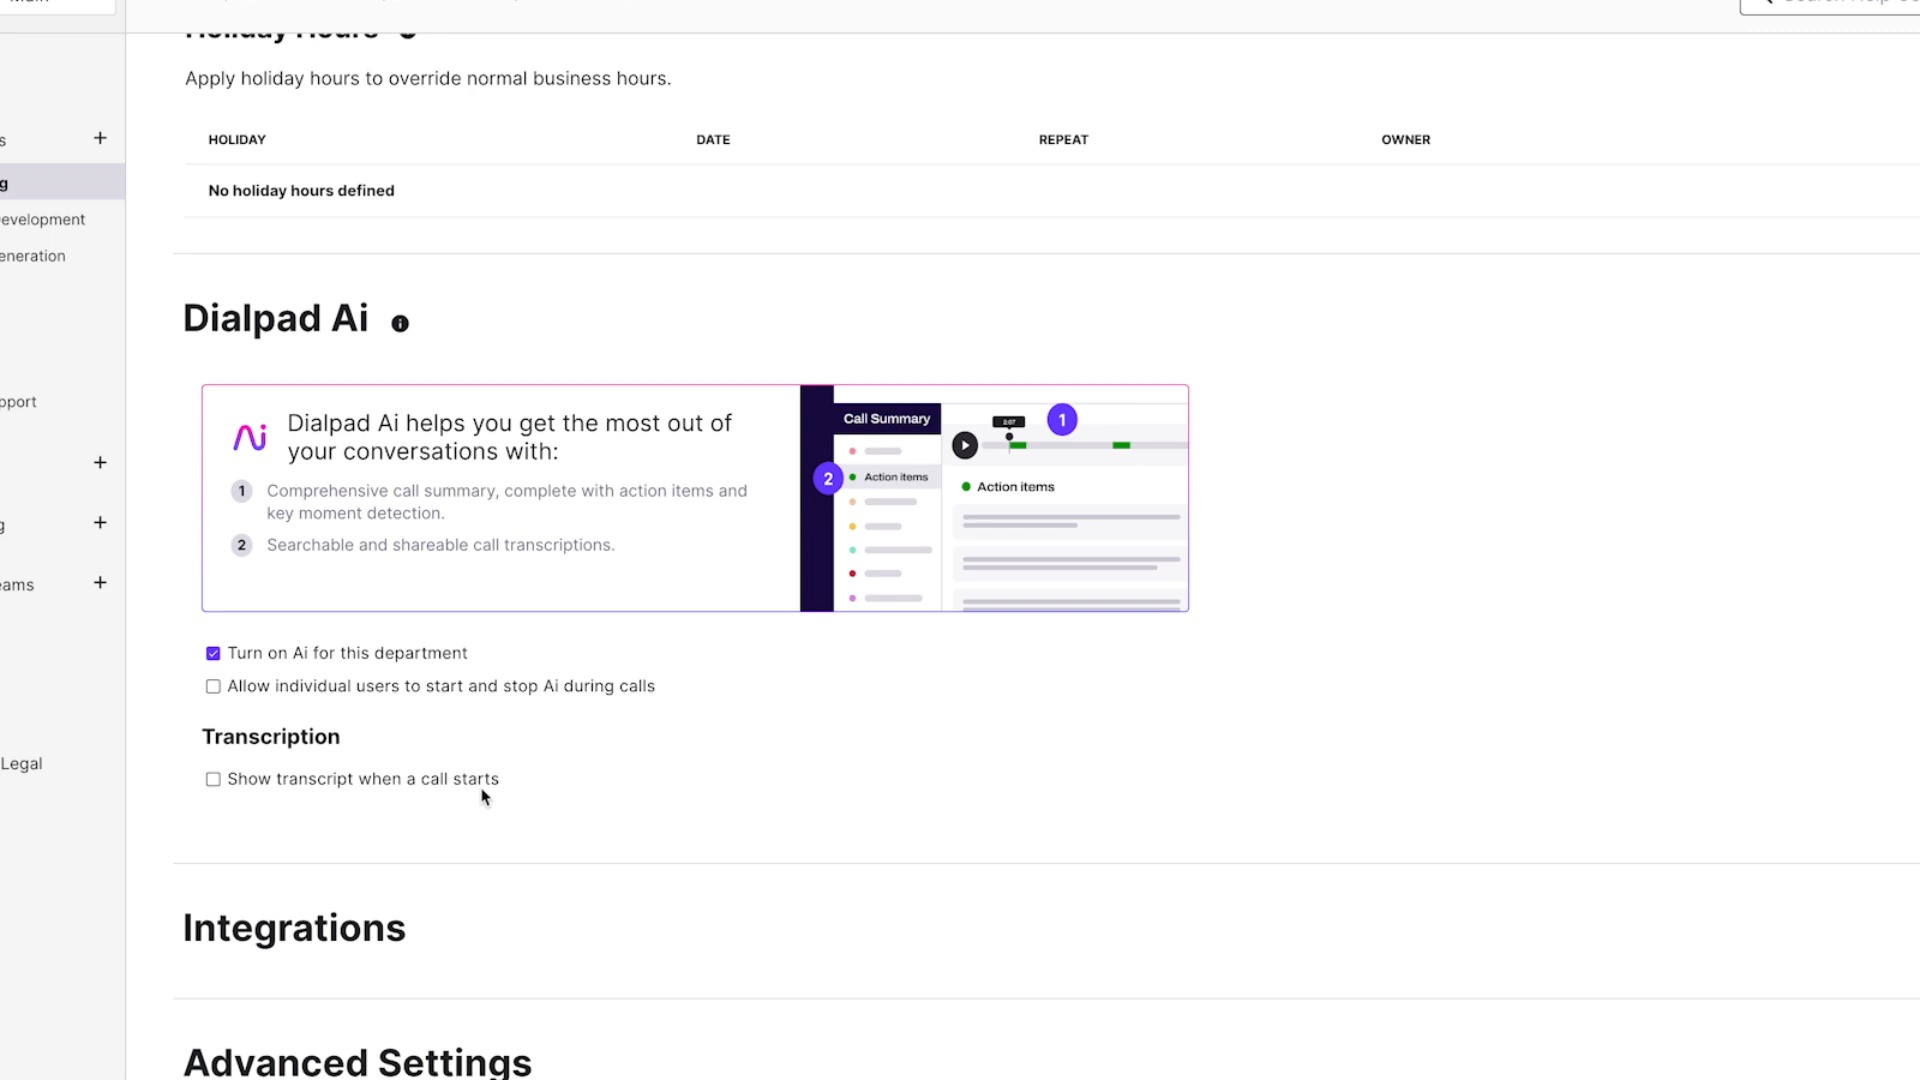 Holiday Hours
Apply holiday hours to override normal business hours.
HOLIDAY DATE REPEAT OWNER
No holiday hours defined
s +
g
evelopment
eneration
Dialpad Ai
pport
Dialpad Ai helps you get the most out of
your conversations with:
1 Comprehensive call summary, complete with action items and
key moment detection.
2 Searchable and shareable call transcriptions.
Call Summary
2:07
1
2
Action items
Action items
+
g +
eams +
Turn on Ai for this department
Allow individual users to start and stop Ai during calls
Transcription
Legal
Show transcript when a call starts
Integrations
Advanced Settings